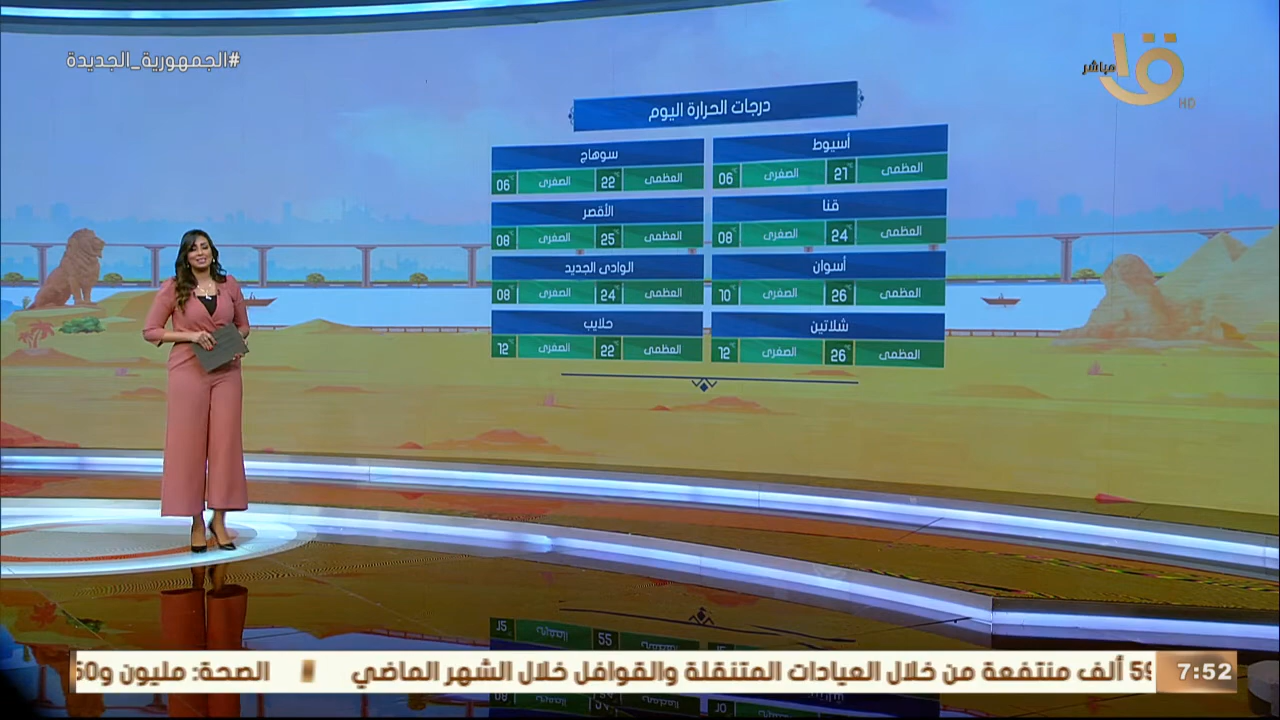 #الجمهورية_الجديدة
مباشر
HD
درجات الحرارة اليوم
أسيوط
العظمى 21 الصغرى 06
سوهاج
العظمى 22 الصغرى 06
قنا
العظمى 24 الصغرى 08
الأقصر
العظمى 25 الصغرى 08
أسوان
العظمى 26 الصغرى 10
الوادى الجديد
العظمى 24 الصغرى 08
شلاتين
العظمى 26 الصغرى 12
حلايب
العظمى 22 الصغرى 12
7:52
ألف منتفعة من خلال العيادات المتنقلة والقوافل خلال الشهر الماضي الصحة: مليون و